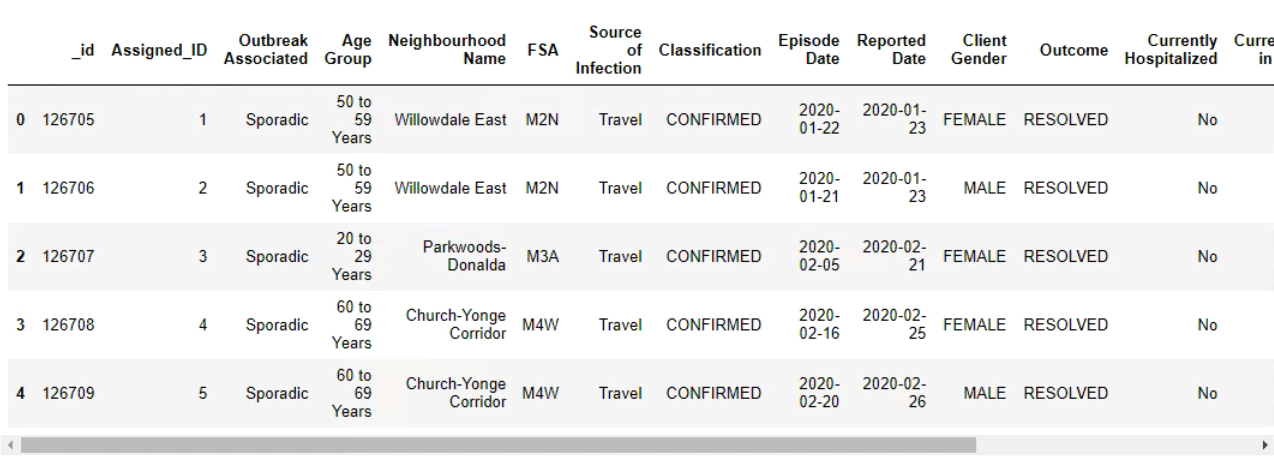 _id Assigned_ID Outbreak Associated Age Group Neighbourhood Name FSA Source of Infection Classification Episode Date Reported Date Client Gender Outcome Currently Hospitalized Curre in
0 126705 1 Sporadic 50 to 59 Years Willowdale East M2N Travel CONFIRMED 2020-01-22 2020-01-23 FEMALE RESOLVED No
1 126706 2 Sporadic 50 to 59 Years Willowdale East M2N Travel CONFIRMED 2020-01-21 2020-01-23 MALE RESOLVED No
2 126707 3 Sporadic 20 to 29 Years Parkwoods-Donalda M3A Travel CONFIRMED 2020-02-05 2020-02-21 FEMALE RESOLVED No
3 126708 4 Sporadic 60 to 69 Years Church-Yonge Corridor M4W Travel CONFIRMED 2020-02-16 2020-02-25 FEMALE RESOLVED No
4 126709 5 Sporadic 60 to 69 Years Church-Yonge Corridor M4W Travel CONFIRMED 2020-02-20 2020-02-26 MALE RESOLVED No